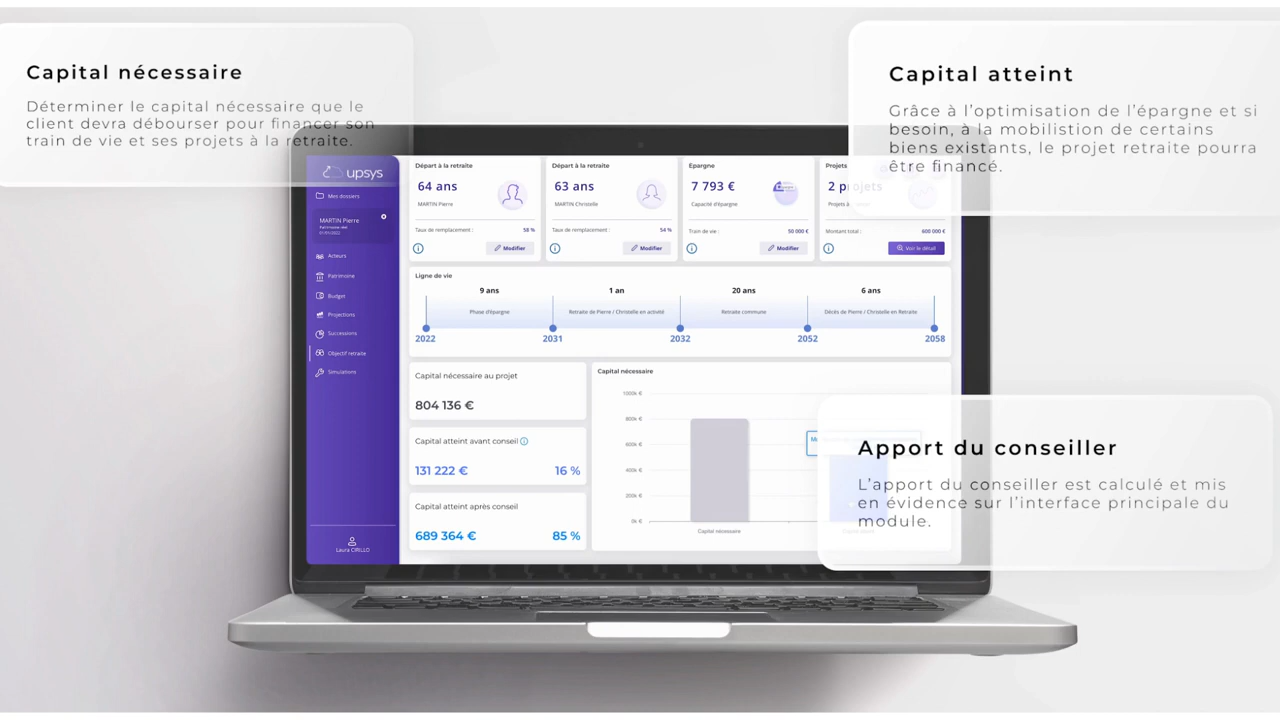 Capital nécessaire
Déterminer le capital nécessaire que le
client devra débourser pour financer son
train de vie et ses projets à la retraite.
Capital atteint
Grâce à l'optimisation de l'épargne et si
besoin, à la mobilistion de certains
biens existants, le projet retraite pourra
être financé.
upsys
Mes dossiers
MARTIN Pierre
Patrimoine réel
01/01/2022
Acteurs
Patrimoine
Budget
Projections
Successions
Objectif retraite
Simulations
Laura CIRILLO
Départ à la retraite
64 ans
MARTIN Pierre
Taux de remplacement : 58 %
Modifier
Départ à la retraite
63 ans
MARTIN Christelle
Taux de remplacement : 54 %
Modifier
Epargne
7 793 €
Capacité d'épargne
Train de vie : 50 000 €
Modifier
Projets
2 projets
Projets à
Montant total : 600 000 €
Voir le détail
Ligne de vie
9 ans 1 an 20 ans 6 ans
Phase d'épargne Retraite de Pierre / Christelle en activité Retraite commune Décès de Pierre / Christelle en Retraite
2022 2031 2032 2052 2058
Capital nécessaire au projet
804 136 €
Capital atteint avant conseil
131 222 € 16 %
Capital atteint après conseil
689 364 € 85 %
Capital nécessaire
1000k €
800k €
600k €
400k €
200k €
0k €
Capital nécessaire
Apport du conseiller
L'apport du conseiller est calculé et mis
en évidence sur l'interface principale du
module.